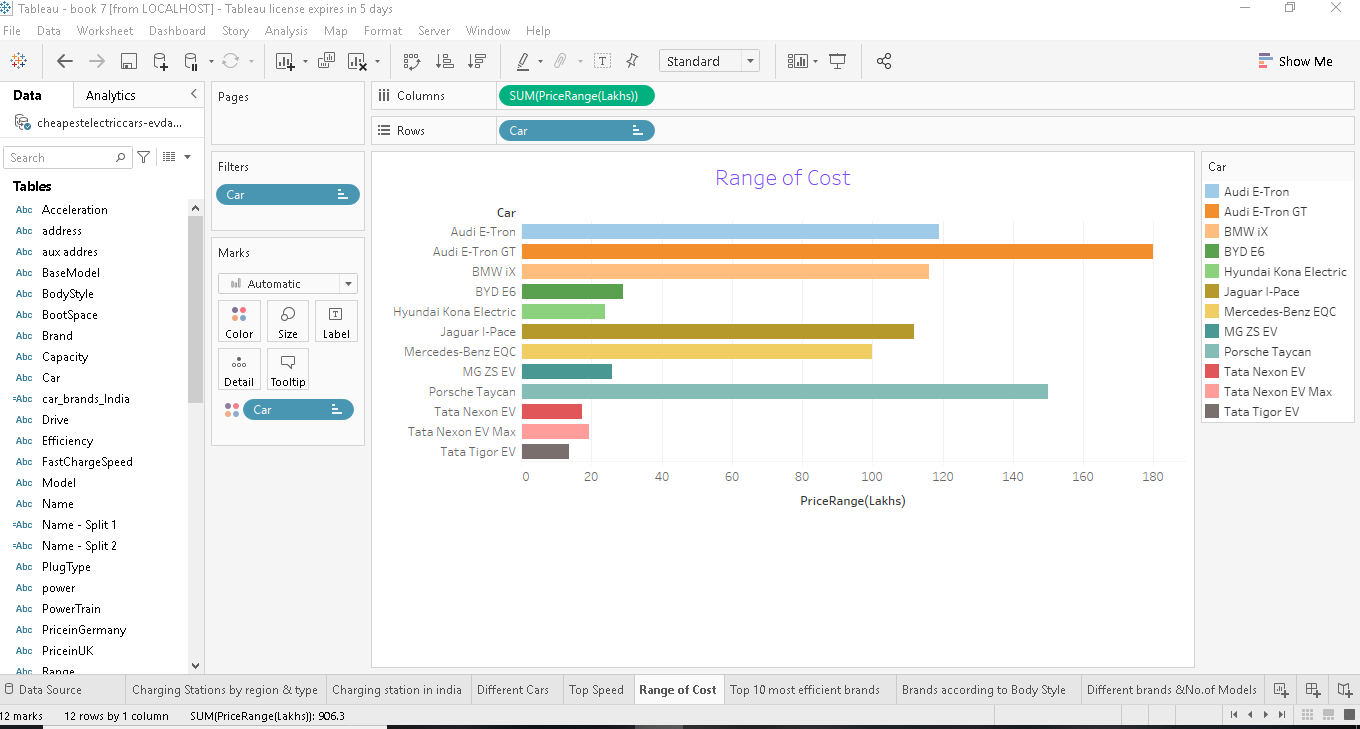 Tableau - book 7 [from LOCALHOST] - Tableau license expires in 5 days
File Data Worksheet Dashboard Story Analysis Map Format Server Window Help
Standard
Show Me
Data Analytics
cheapestelectriccars-evda...
Search
Tables
Abc Acceleration
Abc address
Abc aux addres
Abc BaseModel
Abc BodyStyle
Abc BootSpace
Abc Brand
Abc Capacity
Abc Car
=Abc car_brands_India
Abc Drive
Abc Efficiency
Abc FastChargeSpeed
Abc Model
Abc Name
=Abc Name - Split 1
=Abc Name - Split 2
Abc PlugType
Abc power
Abc PowerTrain
Abc PriceinGermany
Abc PriceinUK
Abc Range
Pages
Filters
Car
Marks
Automatic
Color Size Label
Detail Tooltip
Car
Columns SUM(PriceRange(Lakhs))
Rows Car
Range of Cost
Car
Audi E-Tron
Audi E-Tron GT
BMW iX
BYD E6
Hyundai Kona Electric
Jaguar I-Pace
Mercedes-Benz EQC
MG ZS EV
Porsche Taycan
Tata Nexon EV
Tata Nexon EV Max
Tata Tigor EV
0 20 40 60 80 100 120 140 160 180
PriceRange(Lakhs)
Car
Audi E-Tron
Audi E-Tron GT
BMW iX
BYD E6
Hyundai Kona Electric
Jaguar I-Pace
Mercedes-Benz EQC
MG ZS EV
Porsche Taycan
Tata Nexon EV
Tata Nexon EV Max
Tata Tigor EV
Data Source Charging Stations by region & type Charging station in india Different Cars Top Speed Range of Cost Top 10 most efficient brands Brands according to Body Style Different brands &No.of Models
12 marks 12 rows by 1 column SUM(PriceRange(Lakhs)): 906.3